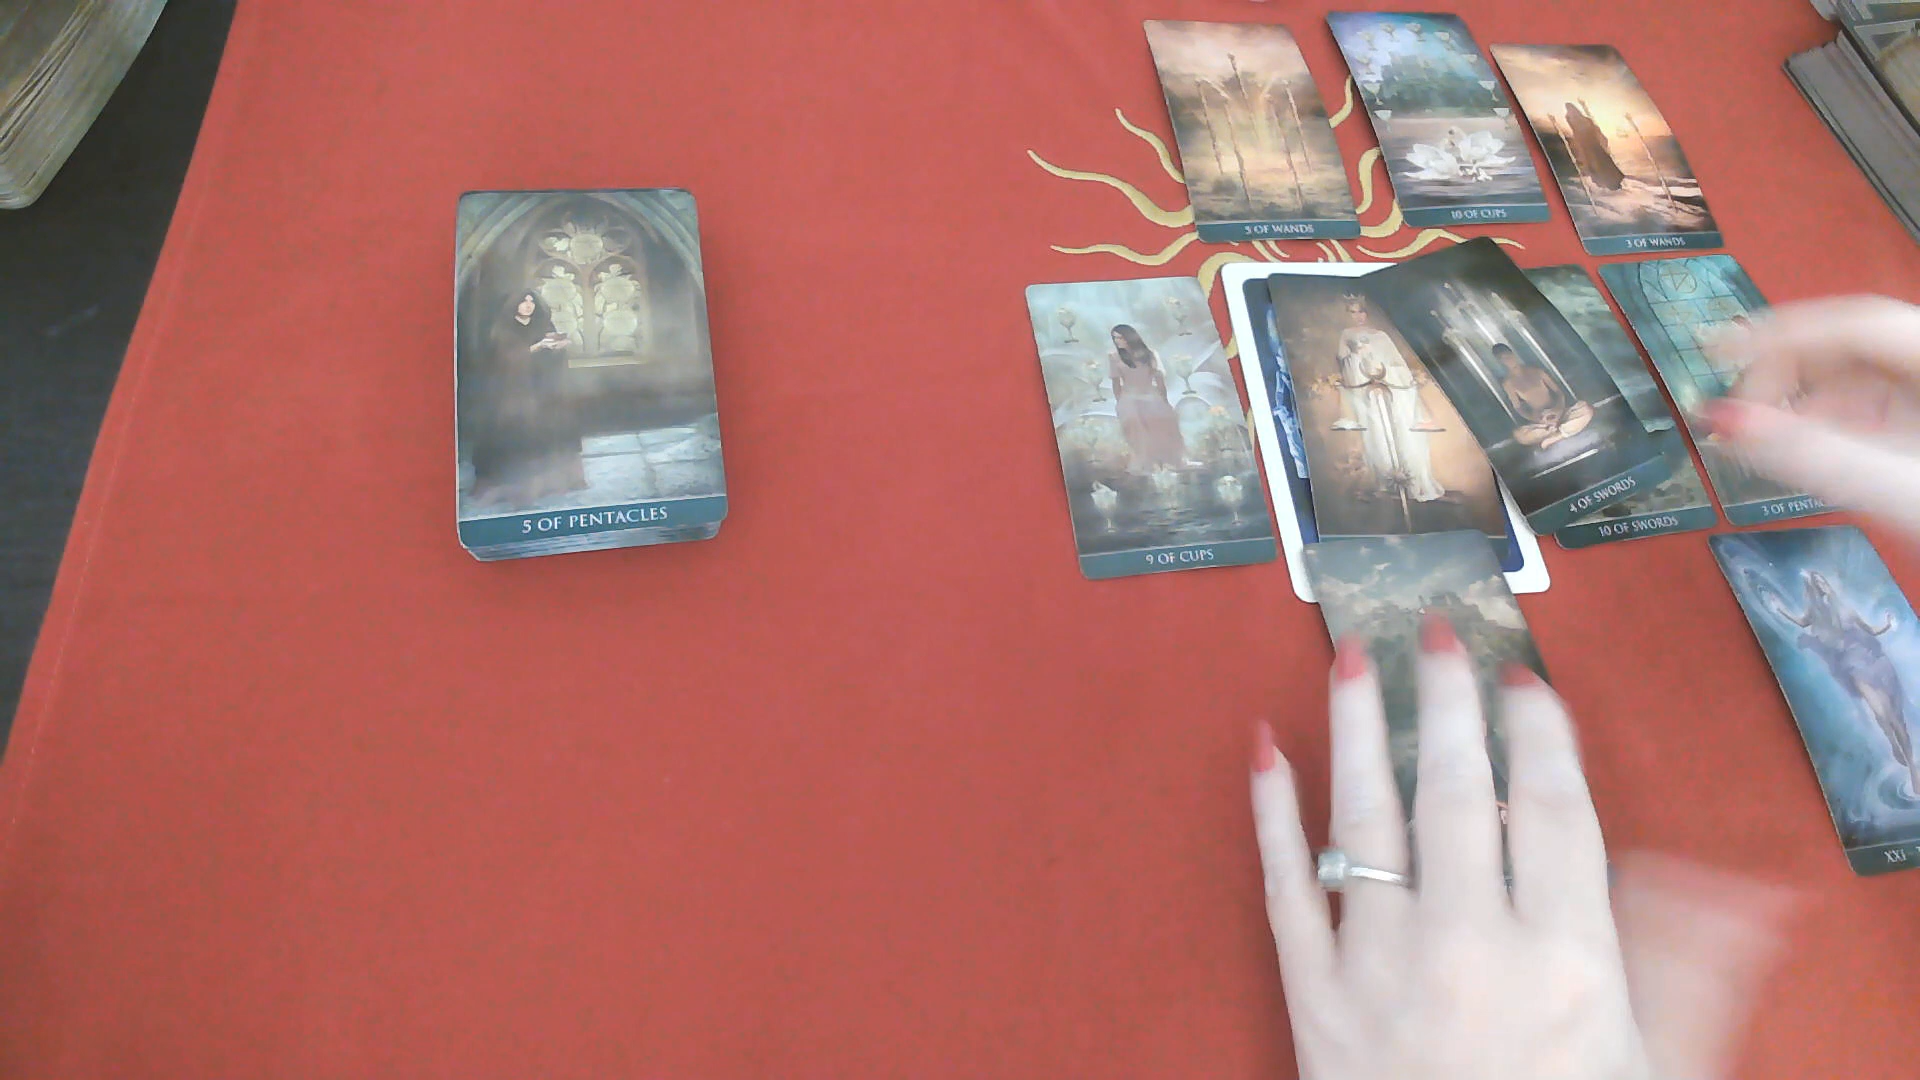 5 OF WANDS
10 OF CUPS
3 OF WANDS
5 OF PENTACLES
9 OF CUPS
4 OF SWORDS
10 OF SWORDS
3 OF
XXI